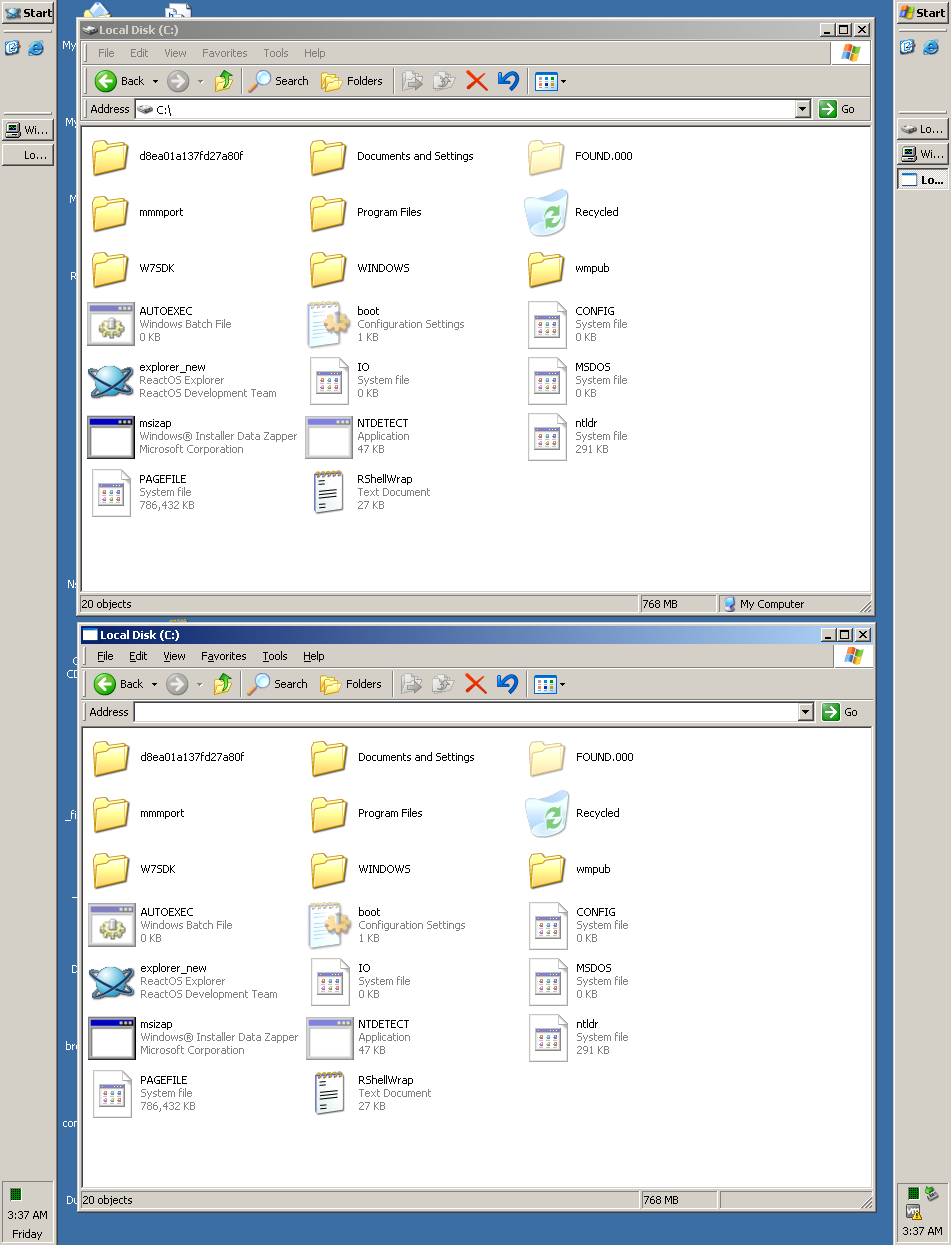 Start
Wi...
Lo...
3:37 AM
Friday
My
My
M
R
Ns
C
CD
_fi
D
bre
cor
Du
Local Disk (C:)
File Edit View Favorites Tools Help
Back Search Folders
Address C:\ Go
d8ea01a137fd27a80f Documents and Settings FOUND.000
mmmport Program Files Recycled
W7SDK WINDOWS wmpub
AUTOEXEC boot CONFIG
Windows Batch File Configuration Settings System file
0 KB 1 KB 0 KB
explorer_new IO MSDOS
ReactOS Explorer System file System file
ReactOS Development Team 0 KB 0 KB
msizap NTDETECT ntldr
Windows® Installer Data Zapper Application System file
Microsoft Corporation 47 KB 291 KB
PAGEFILE RShellWrap
System file Text Document
786,432 KB 27 KB
20 objects 768 MB My Computer
Local Disk (C:)
File Edit View Favorites Tools Help
Back Search Folders
Address Go
d8ea01a137fd27a80f Documents and Settings FOUND.000
mmmport Program Files Recycled
W7SDK WINDOWS wmpub
AUTOEXEC boot CONFIG
Windows Batch File Configuration Settings System file
0 KB 1 KB 0 KB
explorer_new IO MSDOS
ReactOS Explorer System file System file
ReactOS Development Team 0 KB 0 KB
msizap NTDETECT ntldr
Windows® Installer Data Zapper Application System file
Microsoft Corporation 47 KB 291 KB
PAGEFILE RShellWrap
System file Text Document
786,432 KB 27 KB
20 objects 768 MB
Start
Lo...
Wi...
Lo...
3:37 AM